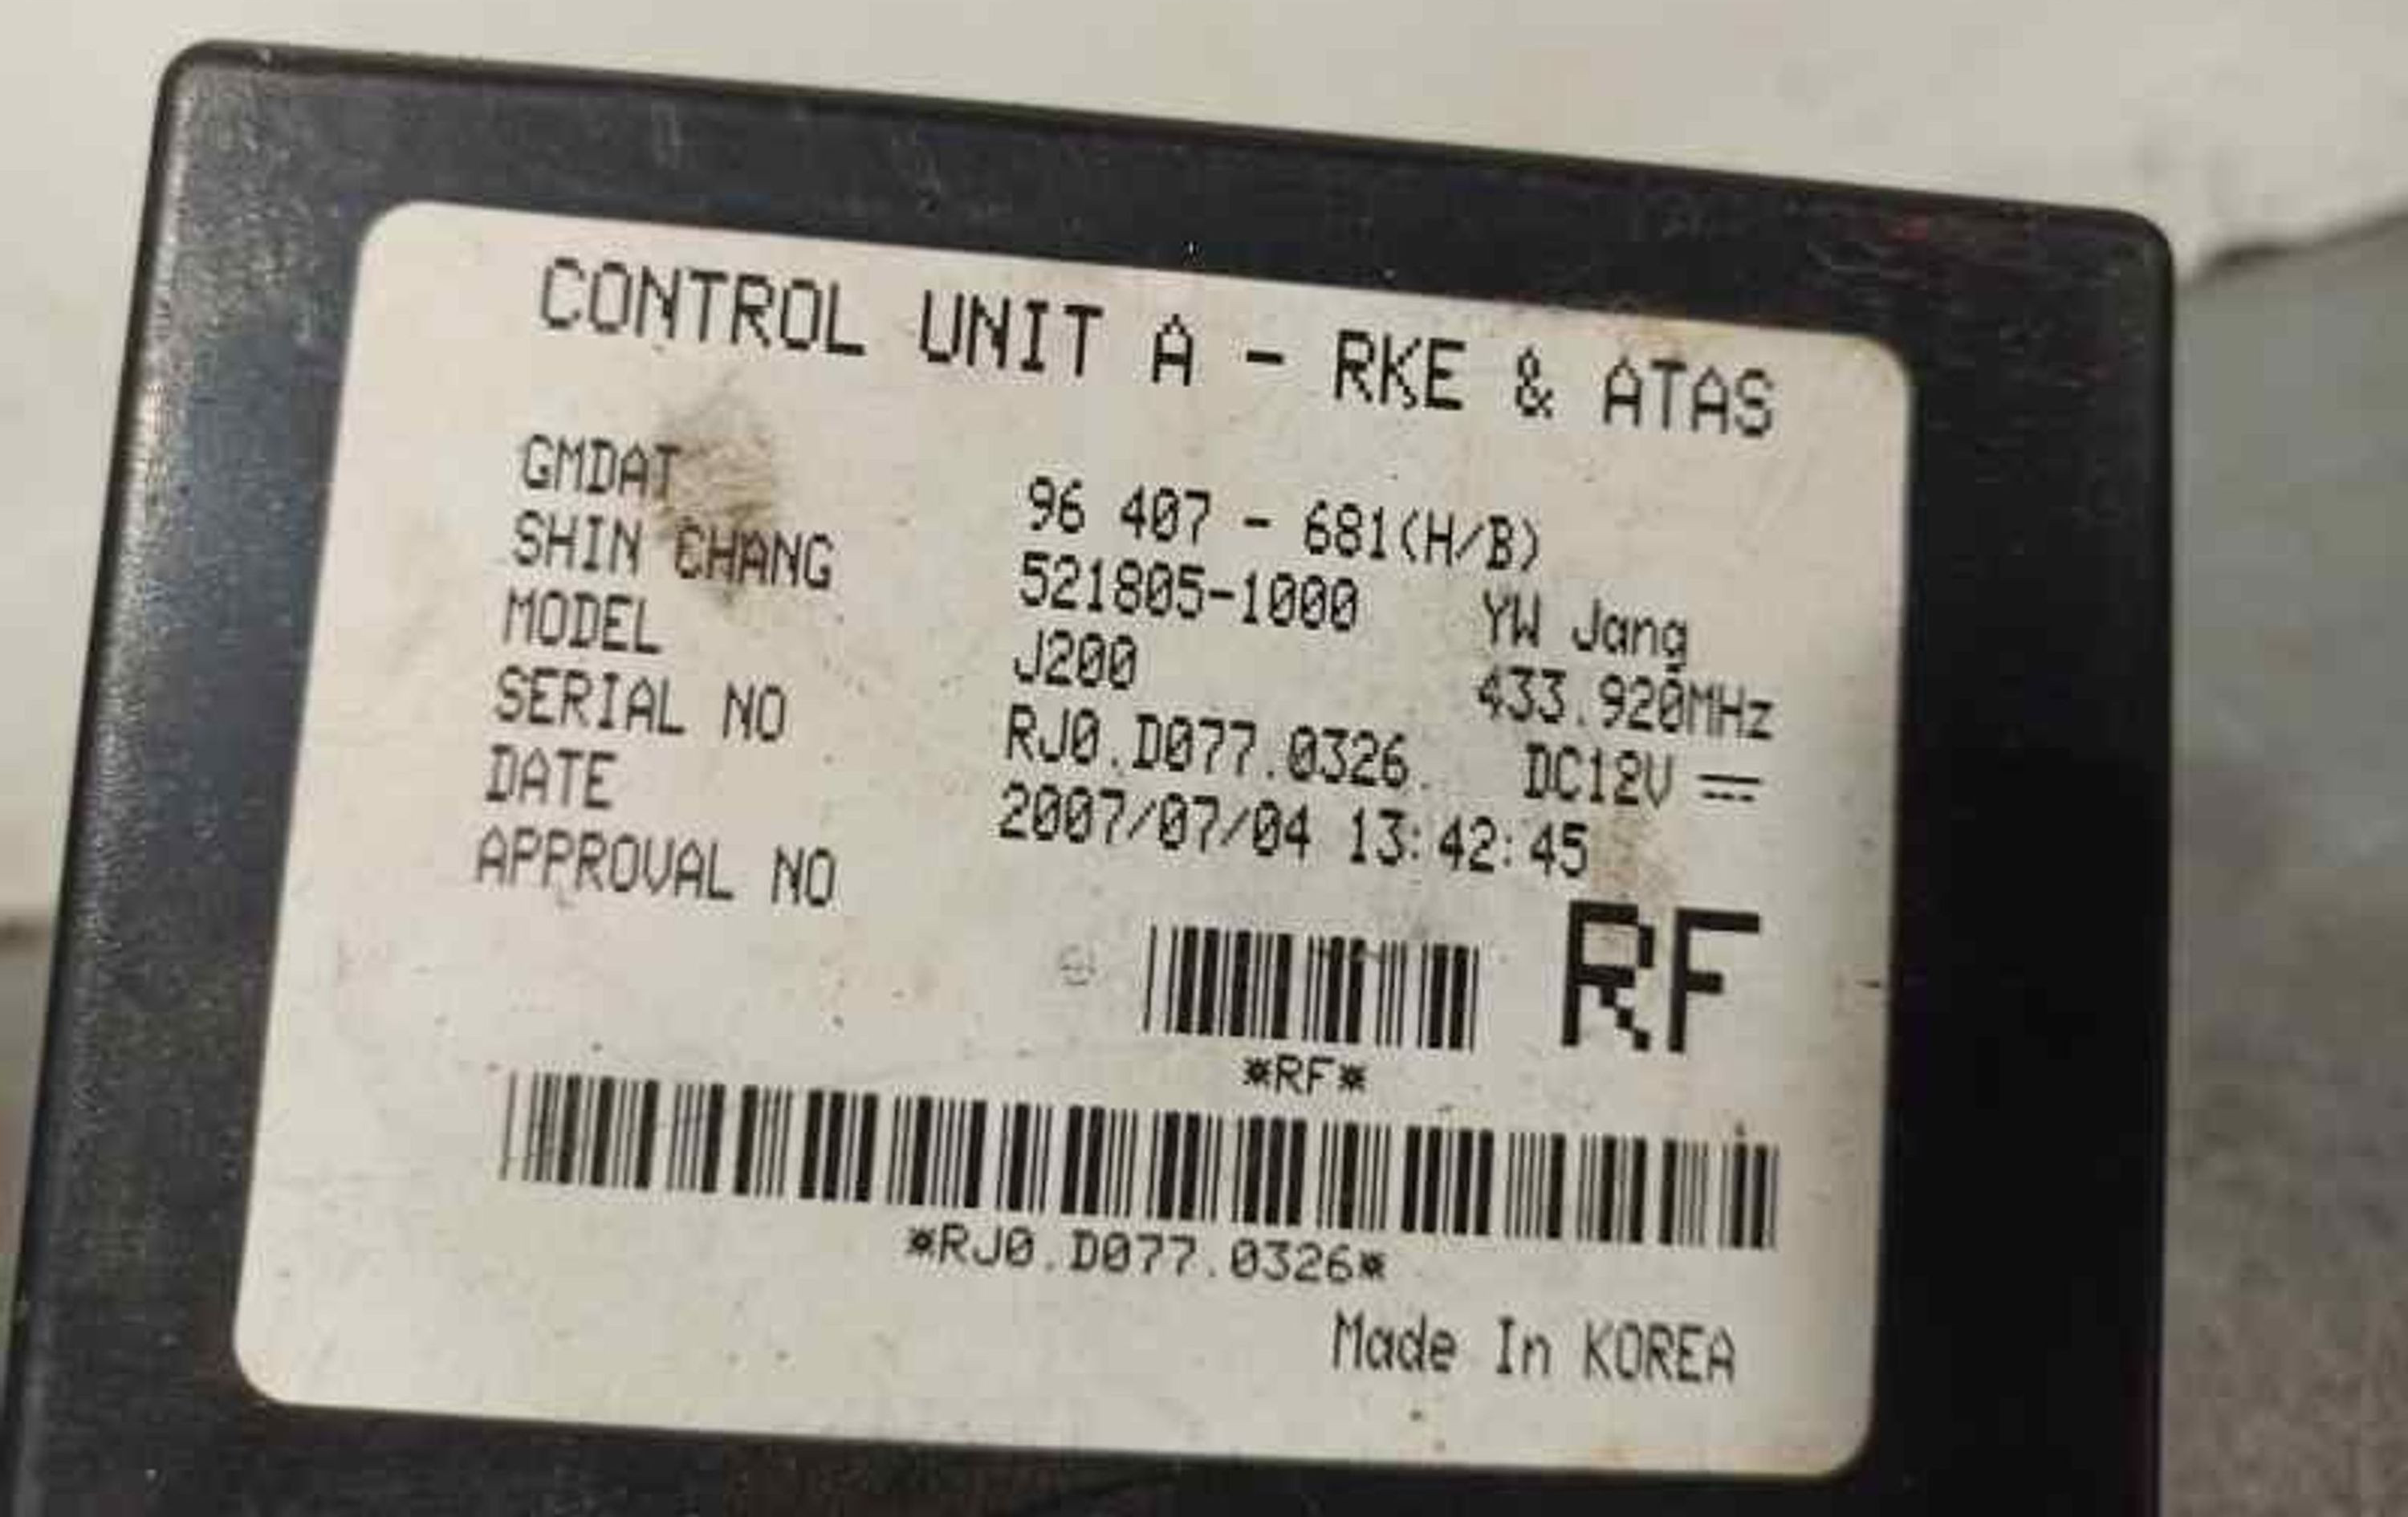 CONTROL UNIT A - RKE & ATAS
GMDAT 96 407 - 681(H/B)
SHIN CHANG 521805-1000 YW Jang
MODEL J200 433.920MHz
SERIAL NO RJ0.D077.0326. DC12V ⎓
DATE 2007/07/04 13:42:45
APPROVAL NO
RF
*RF*
*RJ0.D077.0326*
Made In KOREA